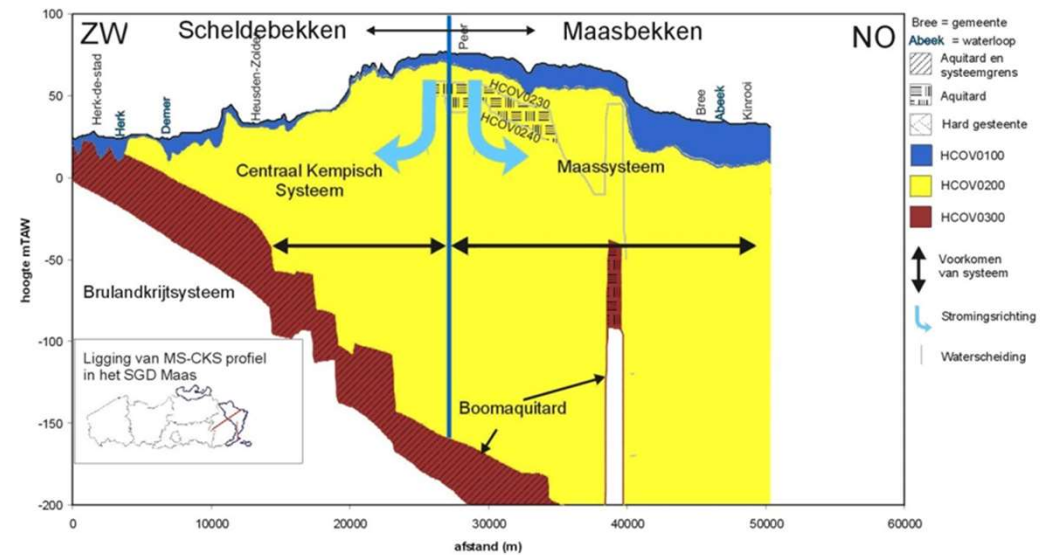 ZW
Scheldebekken
Maasbekken
NO
Herk-de-stad
Herk
Demer
Heusden-Zolder
Peer
Bree
Abeek
Kinrooi
HCOV0230
HCOV0240
Centraal Kempisch
Systeem
Maassysteem
Brulandkrijtsysteem
Boomaquitard
Ligging van MS-CKS profiel
in het SGD Maas
hoogte mTAW
100
50
0
-50
-100
-150
-200
0
10000
20000
30000
40000
50000
60000
afstand (m)
Bree = gemeente
Abeek = waterloop
Aquitard en
systeemgrens
Aquitard
Hard gesteente
HCOV0100
HCOV0200
HCOV0300
Voorkomen
van systeem
Stromingsrichting
Waterscheiding